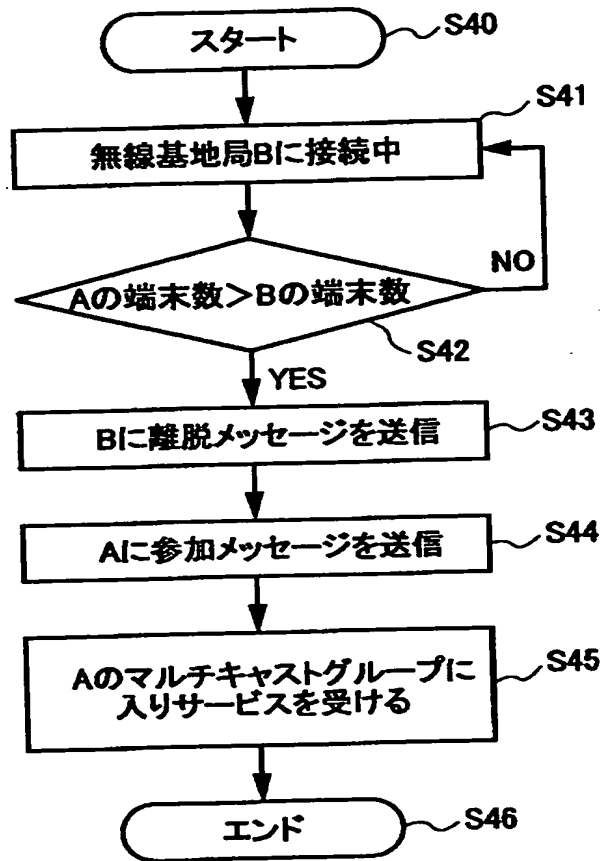 スタート
S40
S41
無線基地局Bに接続中
NO
Aの端末数>Bの端末数
S42
YES
Bに離脱メッセージを送信
S43
Aに参加メッセージを送信
S44
Aのマルチキャストグループに
入りサービスを受ける
S45
エンド
S46